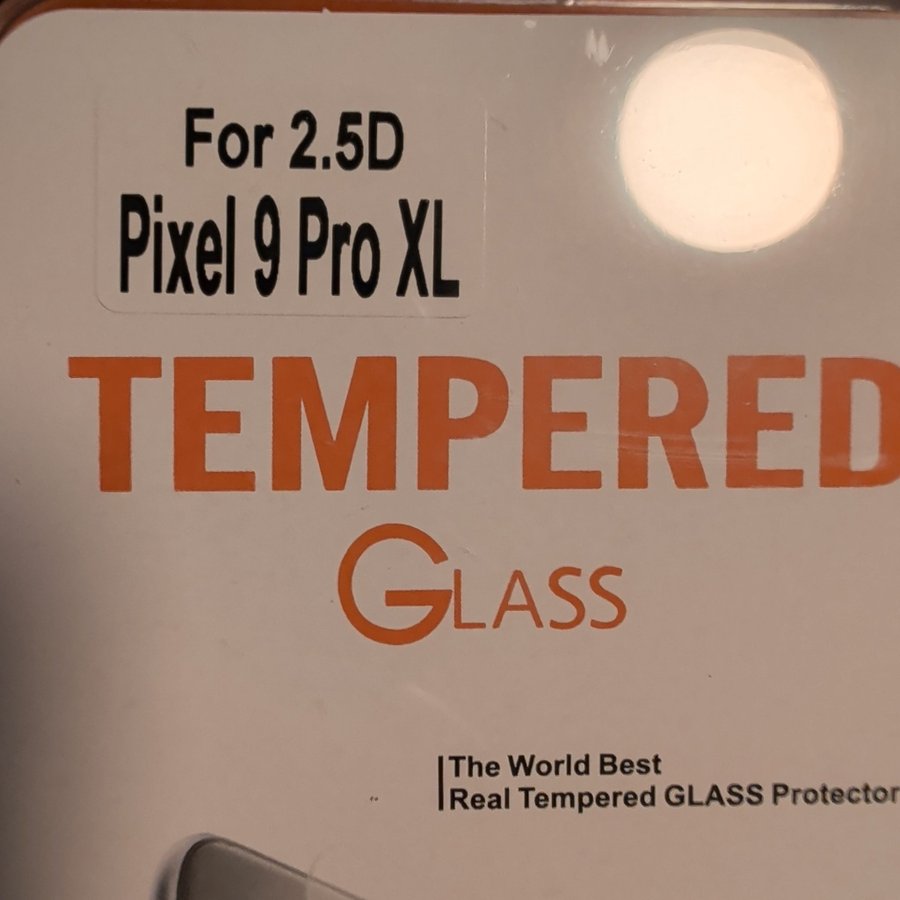 For 2.5D
Pixel 9 Pro XL
TEMPERED
GLASS
The World Best
Real Tempered GLASS Protector